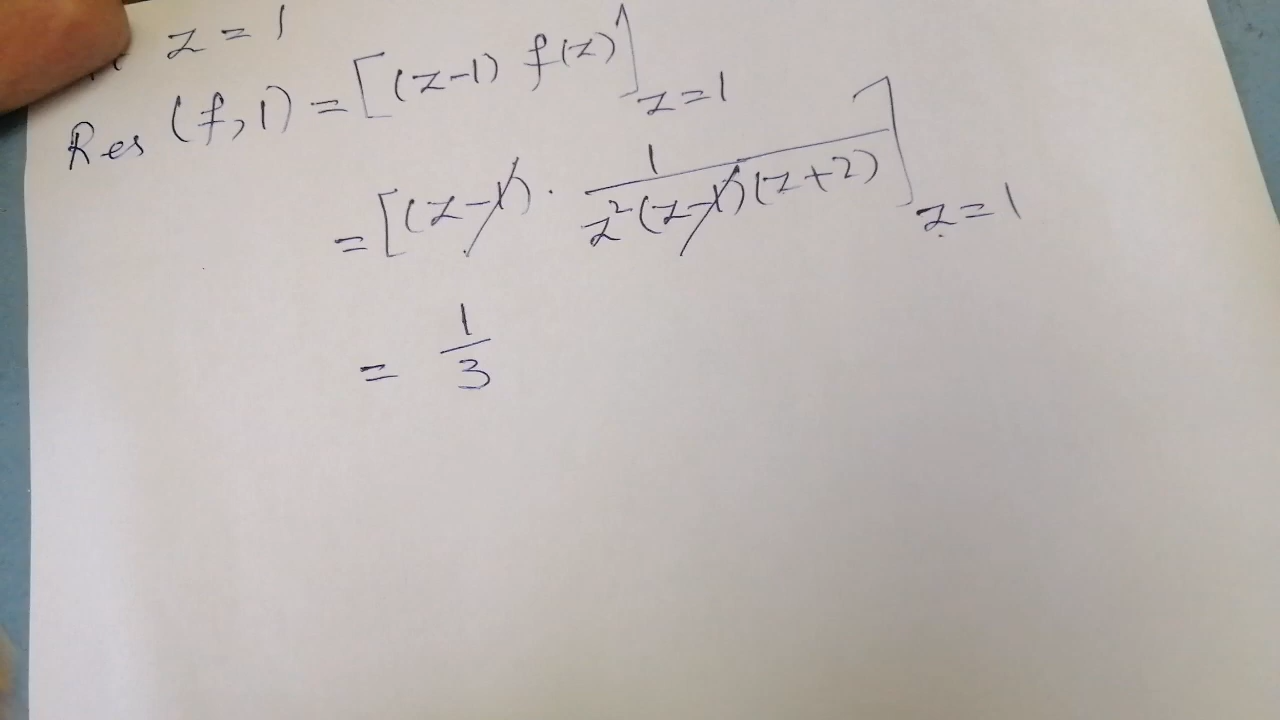 z = 1
Res (f, 1) = [(z-1) f(z)]z=1
= [(z-1) · 1/z²(z-1)(z+2)]z=1
= 1/3